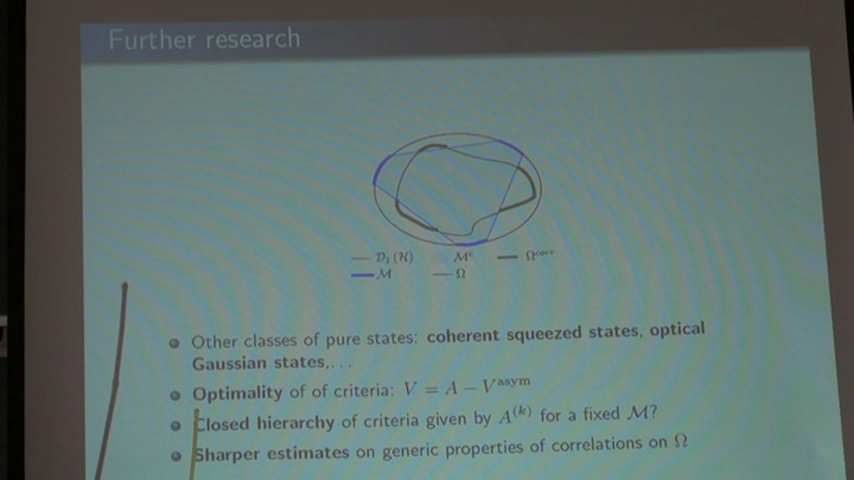 Further research
D₁(H) Mᶜ Ωᶜᵒʳʳ
M Ω
Other classes of pure states: coherent squeezed states, optical
Gaussian states,...
Optimality of of criteria: V = A − Vᵃˢʸᵐ
Closed hierarchy of criteria given by A⁽ᵏ⁾ for a fixed M?
Sharper estimates on generic properties of correlations on Ω